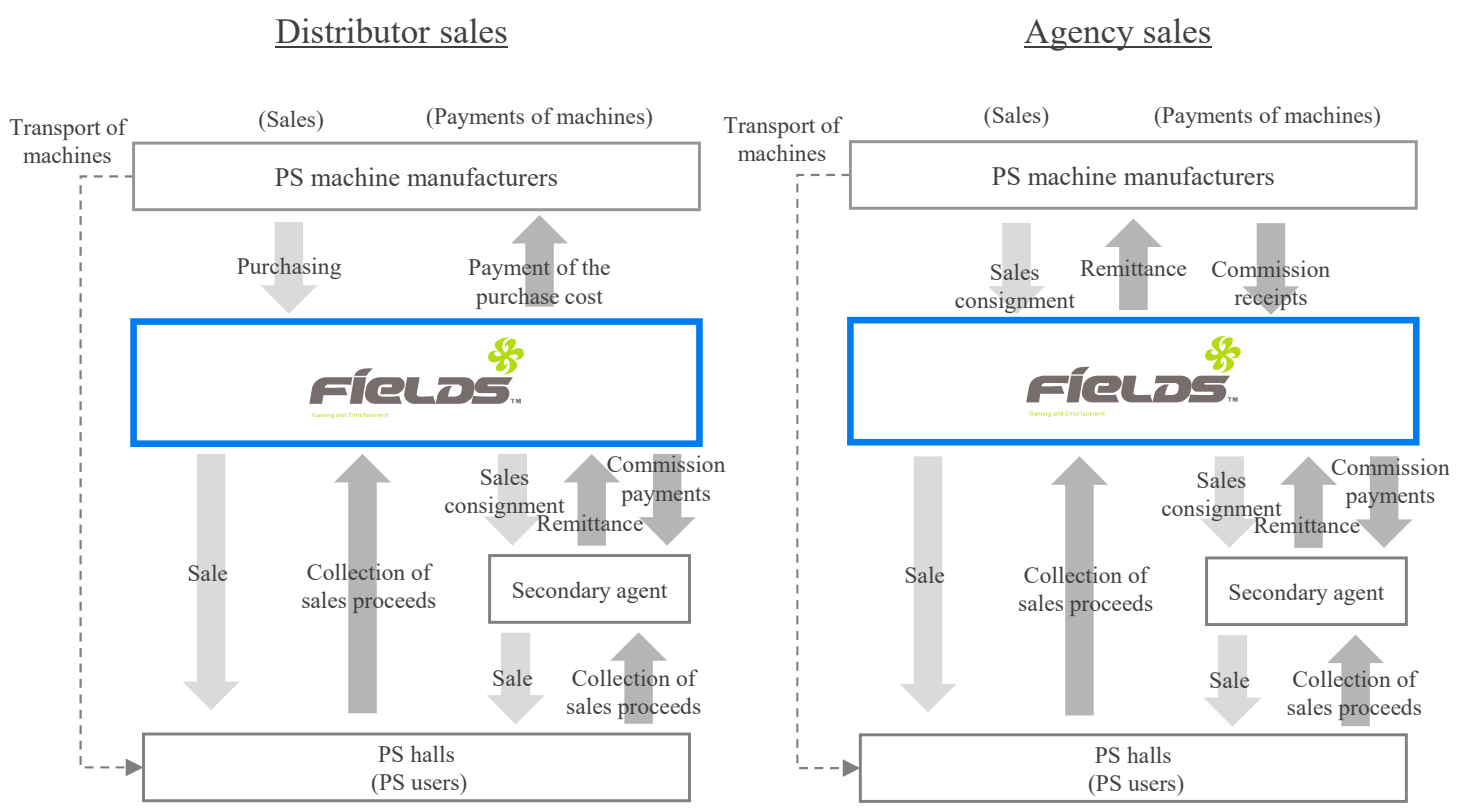 Distributor sales
Transport of
machines
(Sales)
(Payments of machines)
PS machine manufacturers
Purchasing
Payment of the
purchase cost
FIELDS™
Gaming and Entertainment
Sale
Collection of
sales proceeds
Sales
consignment
Remittance
Commission
payments
Secondary agent
Sale
Collection of
sales proceeds
PS halls
(PS users)
Agency sales
Transport of
machines
(Sales)
(Payments of machines)
PS machine manufacturers
Sales
consignment
Remittance
Commission
receipts
FIELDS™
Gaming and Entertainment
Sale
Collection of
sales proceeds
Sales
consignment
Remittance
Commission
payments
Secondary agent
Sale
Collection of
sales proceeds
PS halls
(PS users)